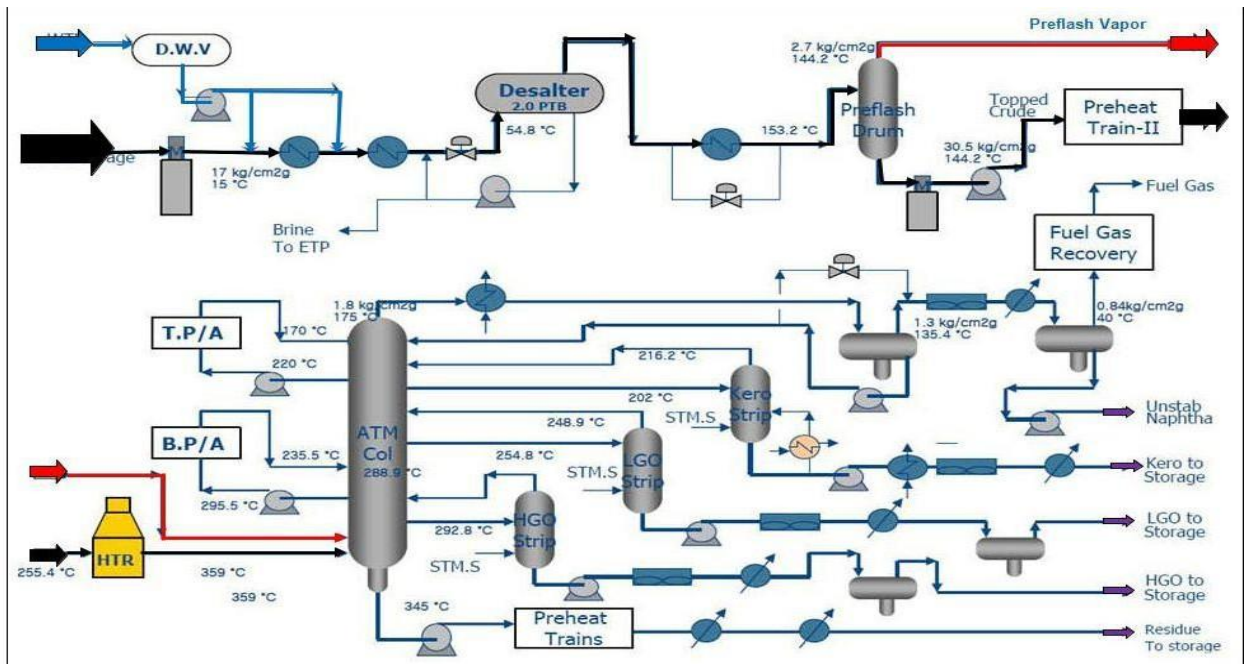 Preflash Vapor
D.W.V
2.7 kg/cm2g
144.2 °C
Desalter
2.0 PTB
54.8 °C
153.2 °C
Preflash
Drum
Topped
Crude
Preheat
Train-II
30.5 kg/cm2g
144.2 °C
M
17 kg/cm2g
15 °C
M
Fuel Gas
Brine
To ETP
Fuel Gas
Recovery
1.8 kg/cm2g
175 °C
0.84kg/cm2g
40 °C
1.3 kg/cm2g
135.4 °C
T.P/A
170 °C
220 °C
216.2 °C
202 °C
Kero
Strip
STM.S
Unstab
Naphtha
248.9 °C
ATM
Col
288.9 °C
B.P/A
235.5 °C
254.8 °C
LGO
Strip
STM.S
Kero to
Storage
295.5 °C
292.8 °C
HGO
Strip
STM.S
LGO to
Storage
HTR
255.4 °C
359 °C
359 °C
HGO to
Storage
345 °C
Preheat
Trains
Residue
To storage